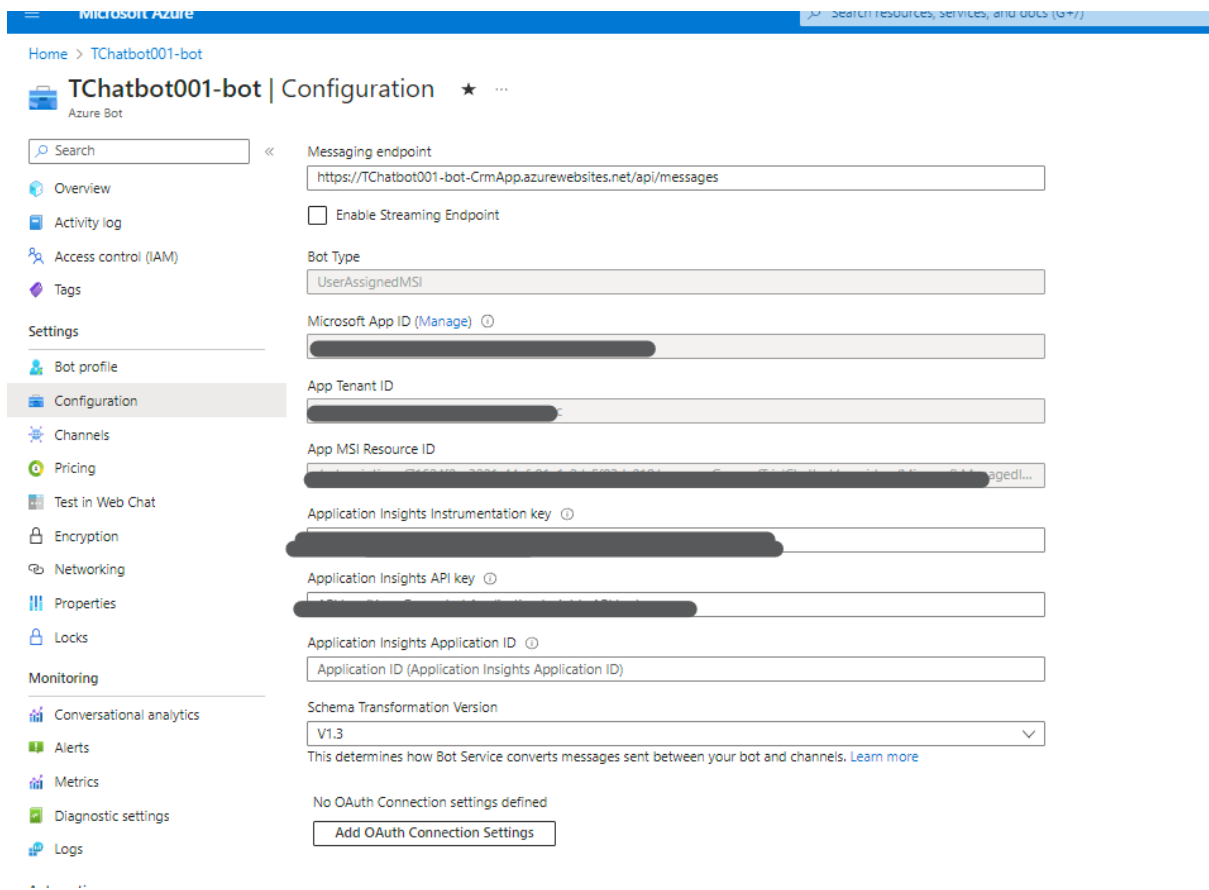 Microsoft Azure
Search resources, services, and docs (G+/)
Home > TChatbot001-bot
TChatbot001-bot | Configuration
Azure Bot
Search
Overview
Activity log
Access control (IAM)
Tags
Settings
Bot profile
Configuration
Channels
Pricing
Test in Web Chat
Encryption
Networking
Properties
Locks
Monitoring
Conversational analytics
Alerts
Metrics
Diagnostic settings
Logs
Messaging endpoint
https://TChatbot001-bot-CrmApp.azurewebsites.net/api/messages
Enable Streaming Endpoint
Bot Type
UserAssignedMSI
Microsoft App ID (Manage)
App Tenant ID
App MSI Resource ID
agedI...
Application Insights Instrumentation key
Application Insights API key
Application Insights Application ID
Application ID (Application Insights Application ID)
Schema Transformation Version
V1.3
This determines how Bot Service converts messages sent between your bot and channels. Learn more
No OAuth Connection settings defined
Add OAuth Connection Settings